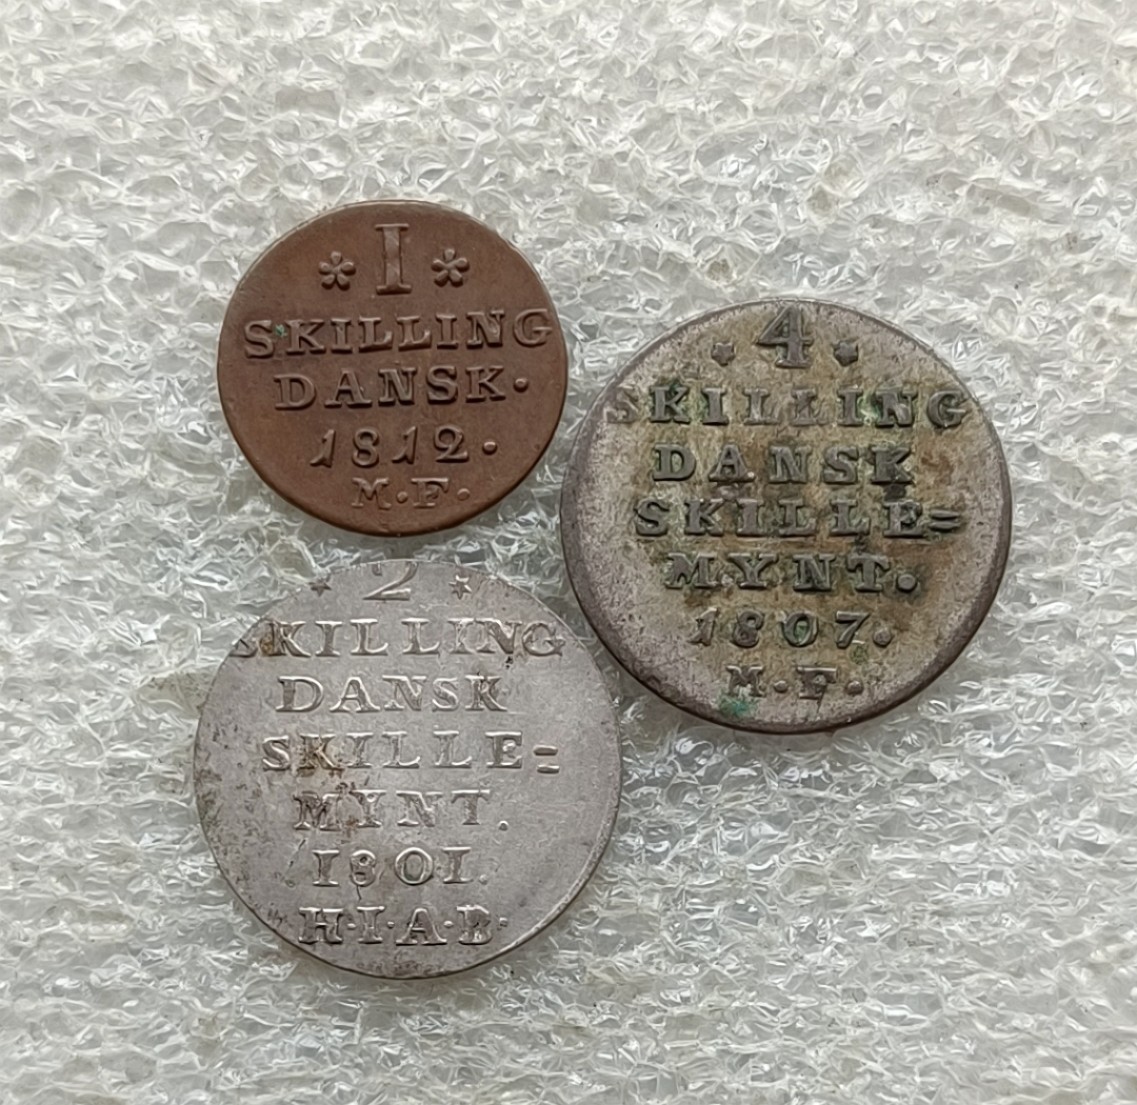 I
SKILLING
DANSK.
1812.
M.F.
4
SKILLING
DANSK
SKILLE=
MYNT.
1807.
M.F.
2
SKILLING
DANSK
SKILLE=
MYNT.
1801.
H.I.A.B.